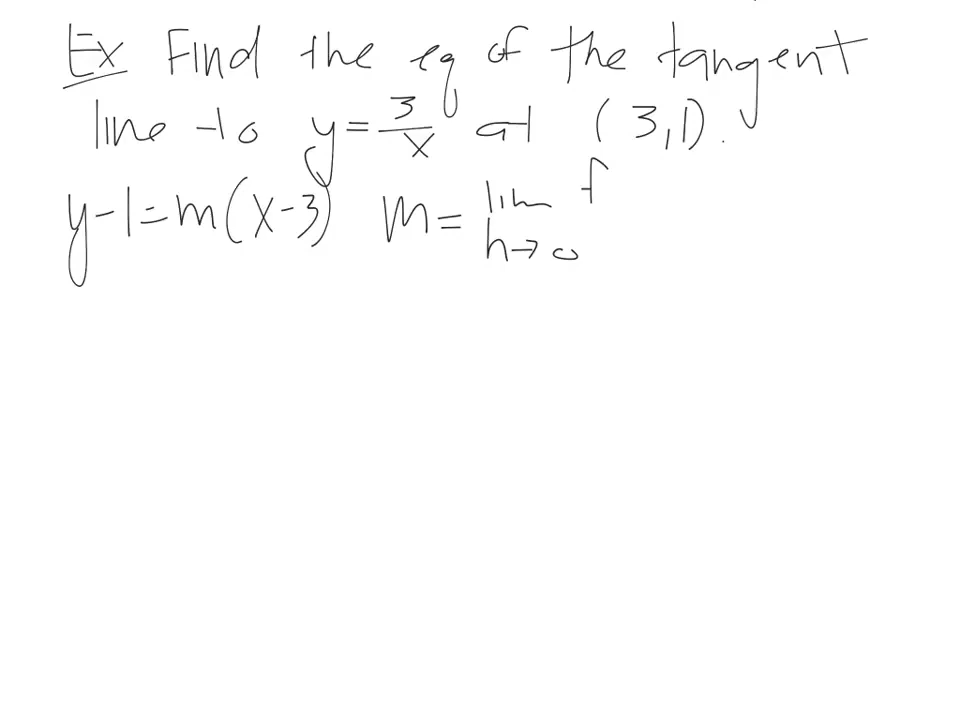 Ex Find the eq of the tangent
line to y = 3/x at (3,1).
y-1=m(x-3) m = lim h→0 f